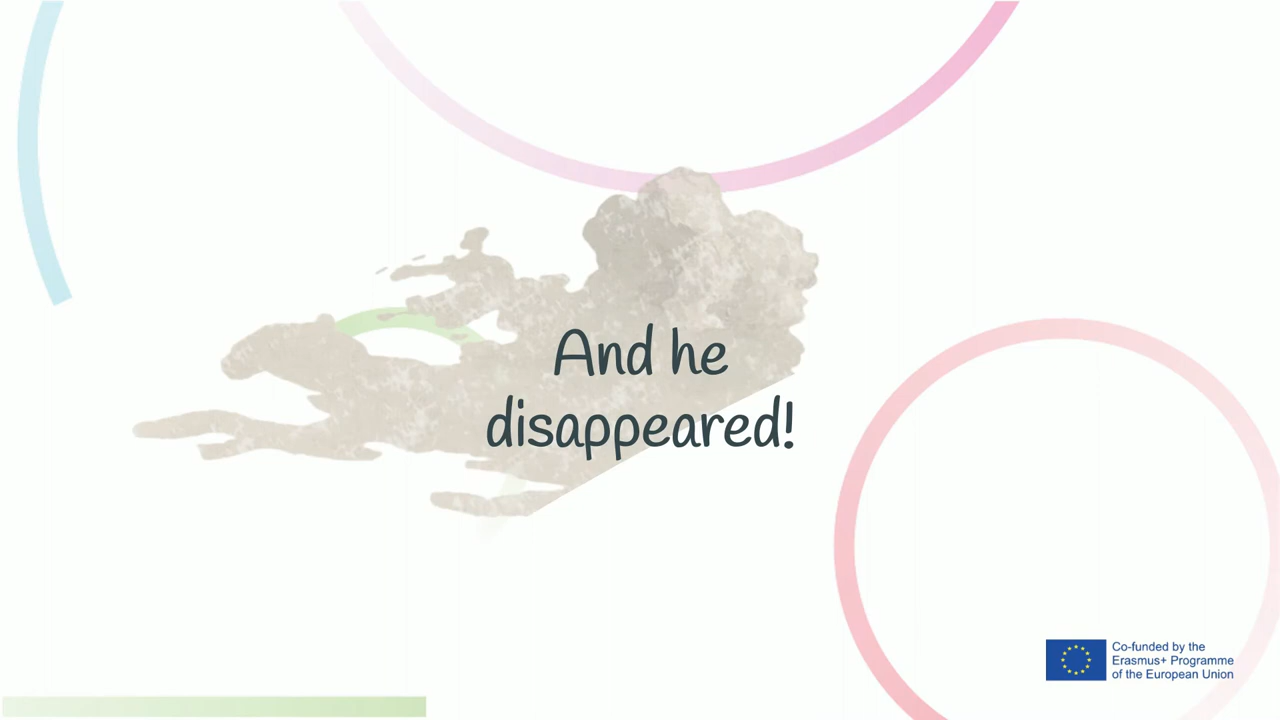 And he
disappeared!
Co-funded by the
Erasmus+ Programme
of the European Union